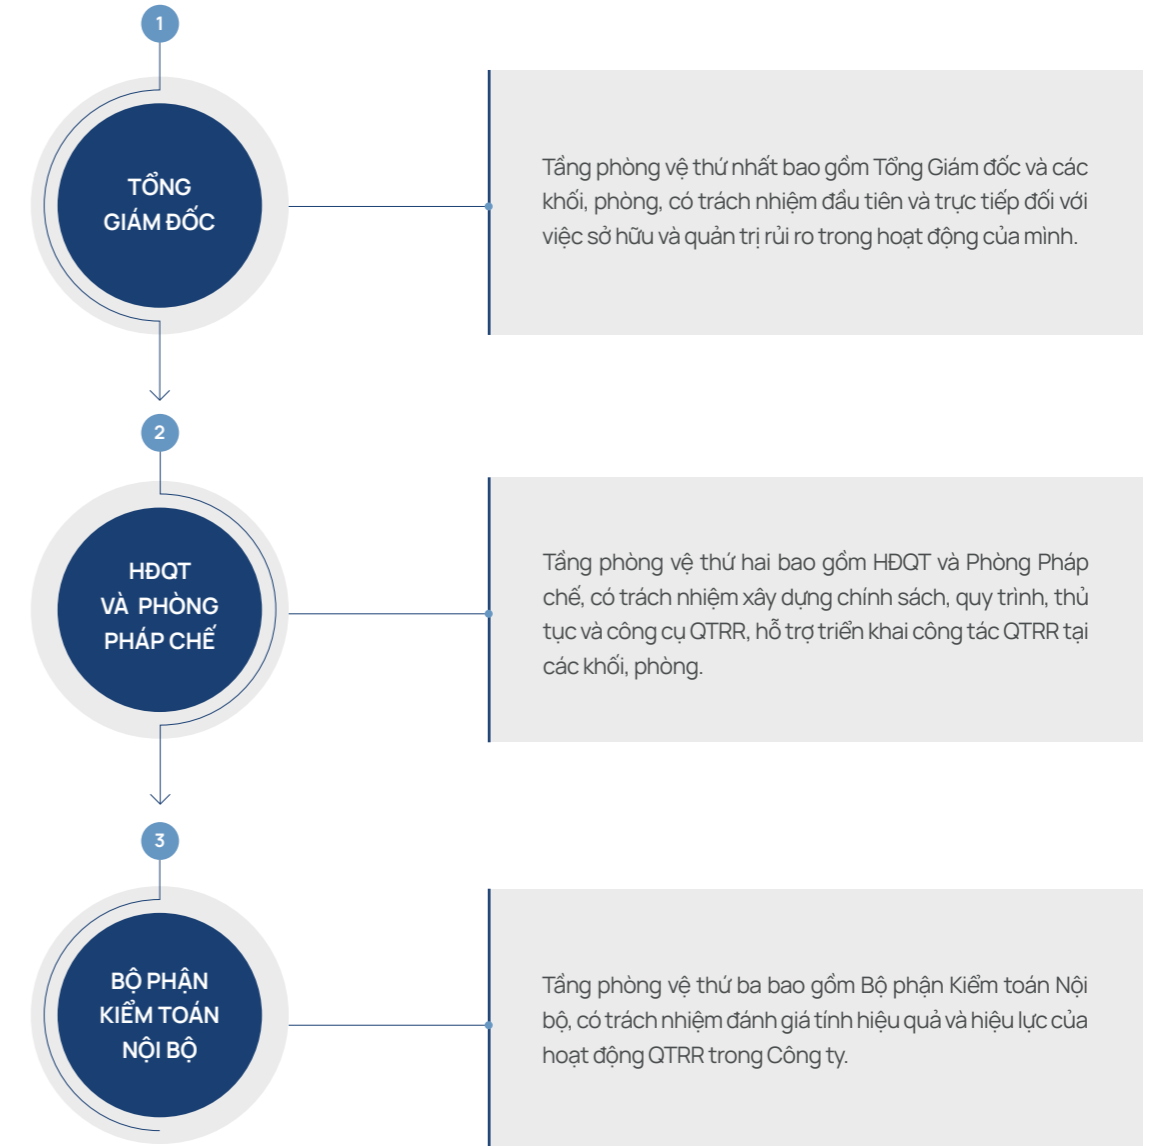 1
TỔNG
GIÁM ĐỐC
Tầng phòng vệ thứ nhất bao gồm Tổng Giám đốc và các
khối, phòng, có trách nhiệm đầu tiên và trực tiếp đối với
việc sở hữu và quản trị rủi ro trong hoạt động của mình.
2
HĐQT
VÀ PHÒNG
PHÁP CHẾ
Tầng phòng vệ thứ hai bao gồm HĐQT và Phòng Pháp
chế, có trách nhiệm xây dựng chính sách, quy trình, thủ
tục và công cụ QTRR, hỗ trợ triển khai công tác QTRR tại
các khối, phòng.
3
BỘ PHẬN
KIỂM TOÁN
NỘI BỘ
Tầng phòng vệ thứ ba bao gồm Bộ phận Kiểm toán Nội
bộ, có trách nhiệm đánh giá tính hiệu quả và hiệu lực của
hoạt động QTRR trong Công ty.